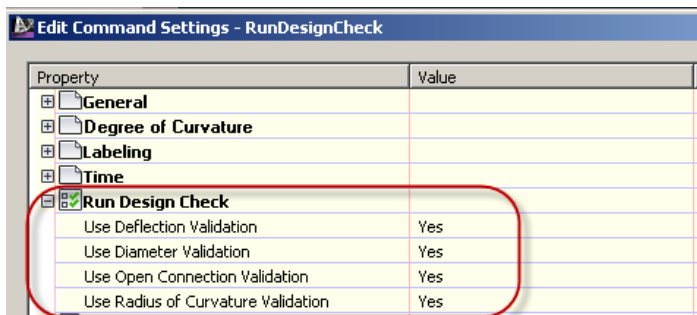 Edit Command Settings - RunDesignCheck
Property Value
General
Degree of Curvature
Labeling
Time
Run Design Check
Use Deflection Validation Yes
Use Diameter Validation Yes
Use Open Connection Validation Yes
Use Radius of Curvature Validation Yes